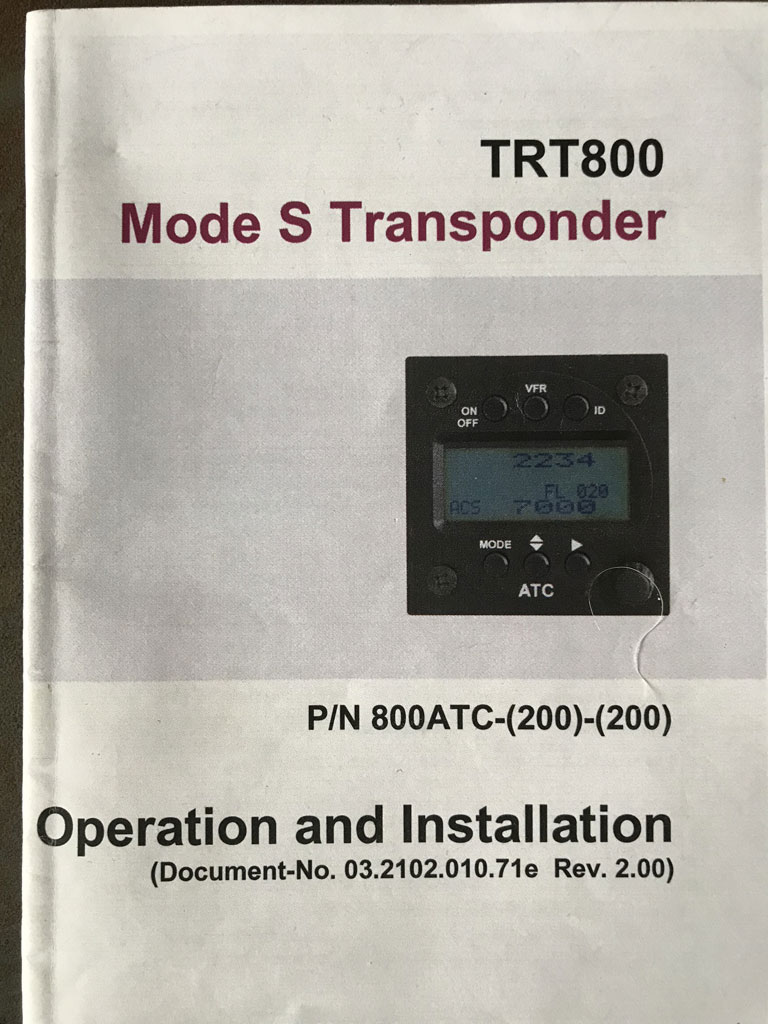 TRT800
Mode S Transponder
VFR
ON
OFF
ID
2234
FL 020
ACS 7000
MODE
ATC
P/N 800ATC-(200)-(200)
Operation and Installation
(Document-No. 03.2102.010.71e Rev. 2.00)